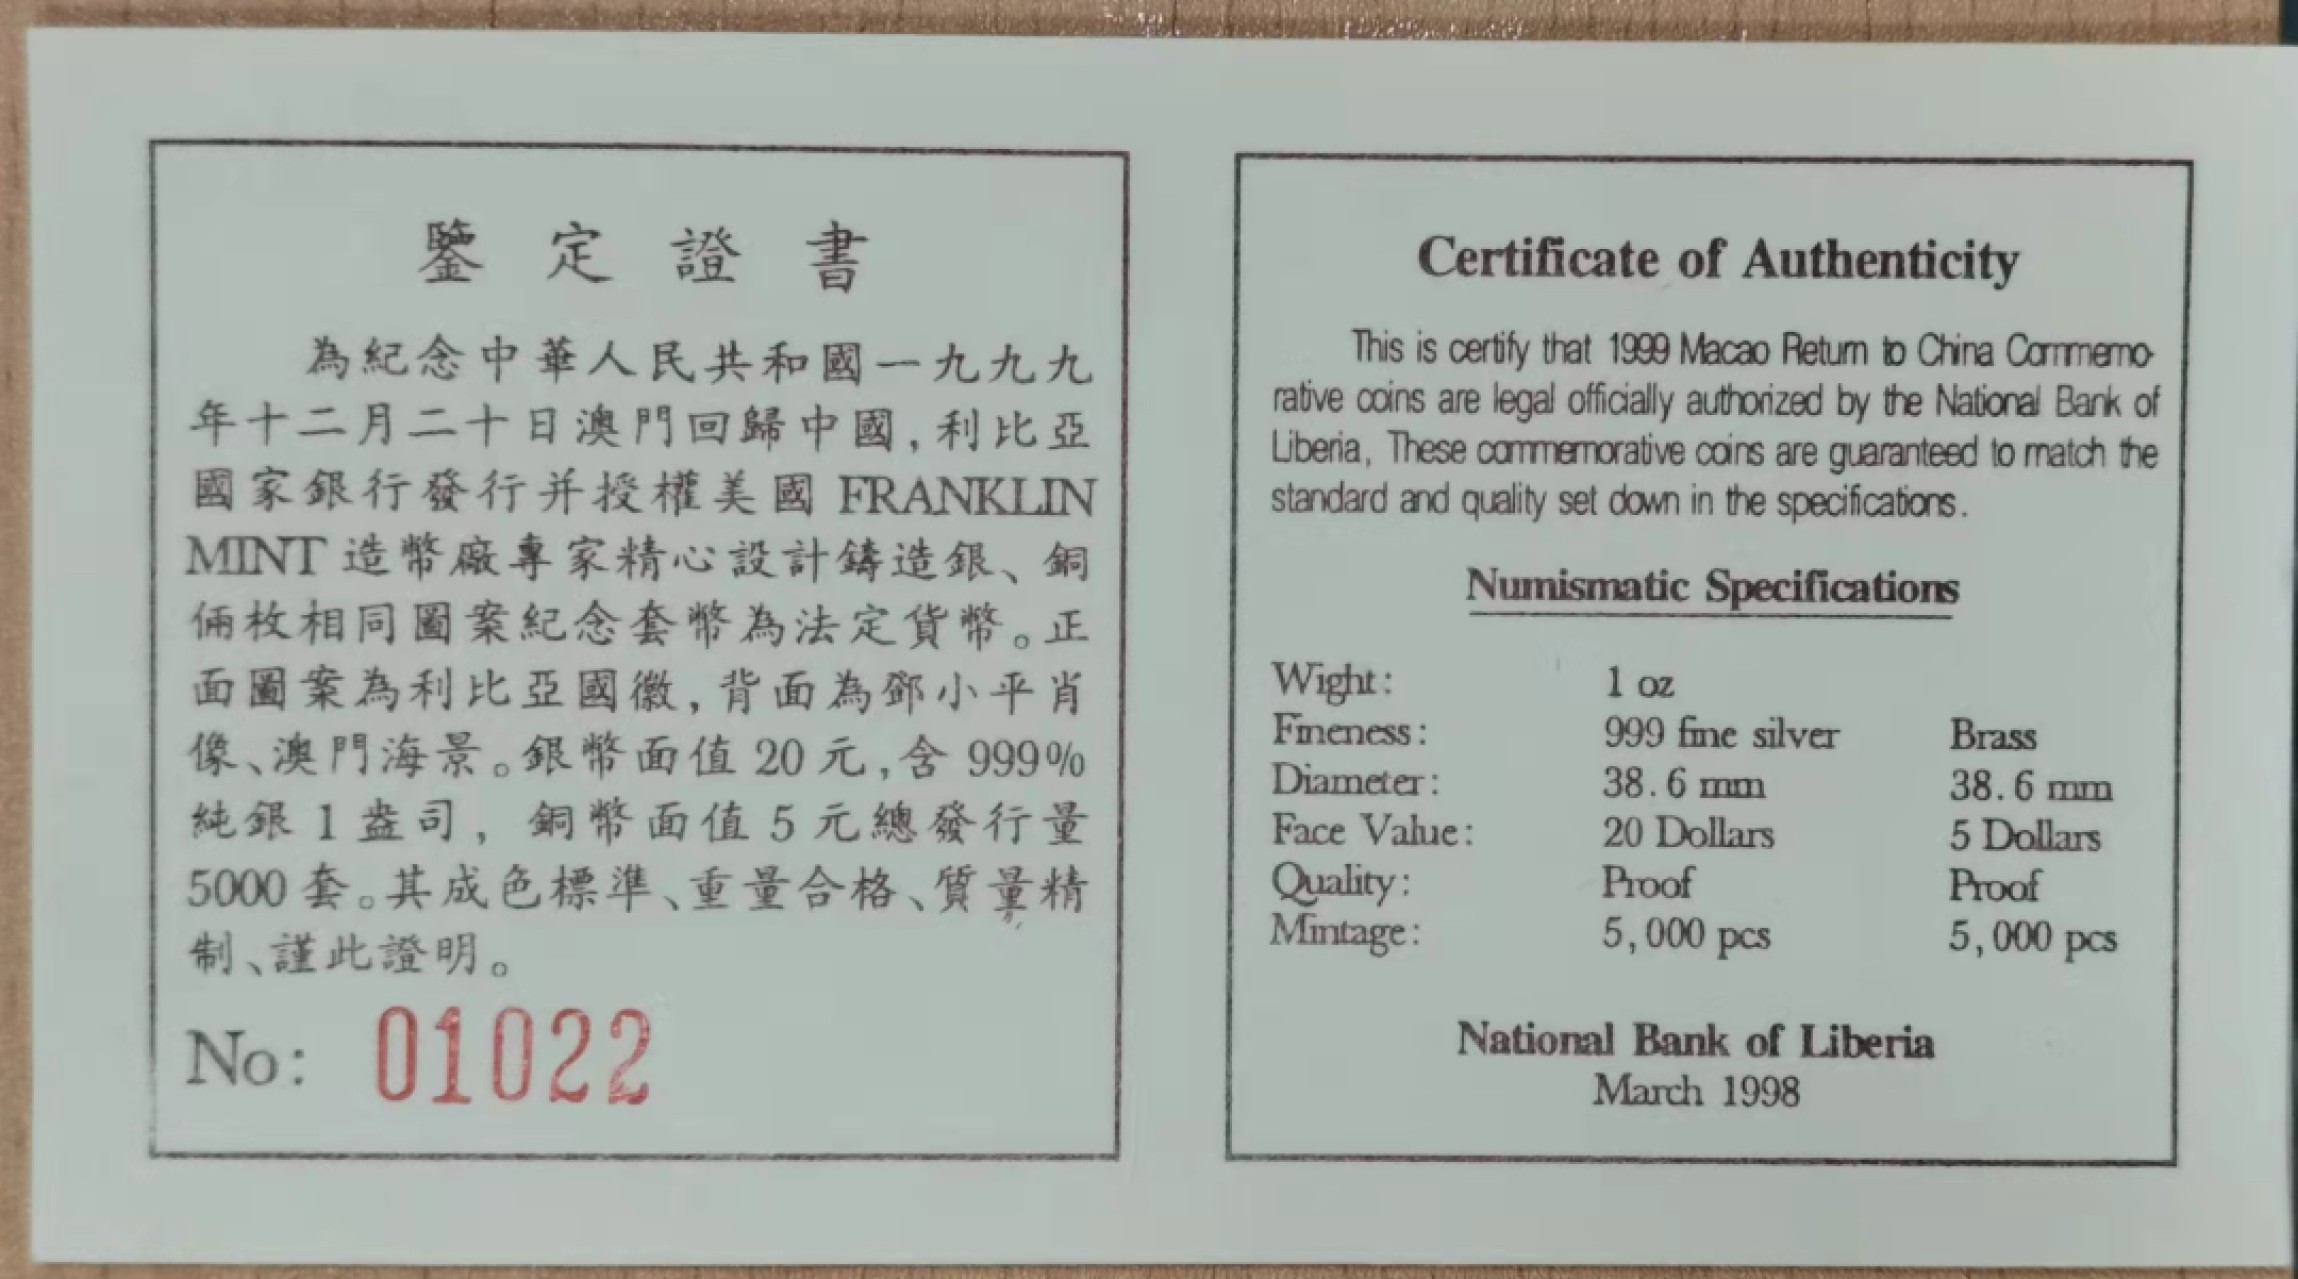 鑒定證書
為紀念中華人民共和國一九九九
年十二月二十日澳門回歸中國,利比亞
國家銀行發行并授權美國 FRANKLIN
MINT 造幣廠專家精心設計鑄造銀、銅
倆枚相同圖案紀念套幣為法定貨幣。正
面圖案為利比亞國徽,背面為鄧小平肖
像、澳門海景。銀幣面值 20 元,含 999%
純銀 1 盎司, 銅幣面值 5 元總發行量
5000 套。其成色標準、重量合格、質量精
制、謹此證明。
No: 01022
Certificate of Authenticity
This is certify that 1999 Macao Return to China Commemo-
rative coins are legal officially authorized by the National Bank of
Liberia, These commemorative coins are guaranteed to match the
standard and quality set down in the specifications.
Numismatic Specifications
Wight: 1 oz
Fineness: 999 fine silver Brass
Diameter: 38.6 mm 38.6 mm
Face Value: 20 Dollars 5 Dollars
Quality: Proof Proof
Mintage: 5,000 pcs 5,000 pcs
National Bank of Liberia
March 1998